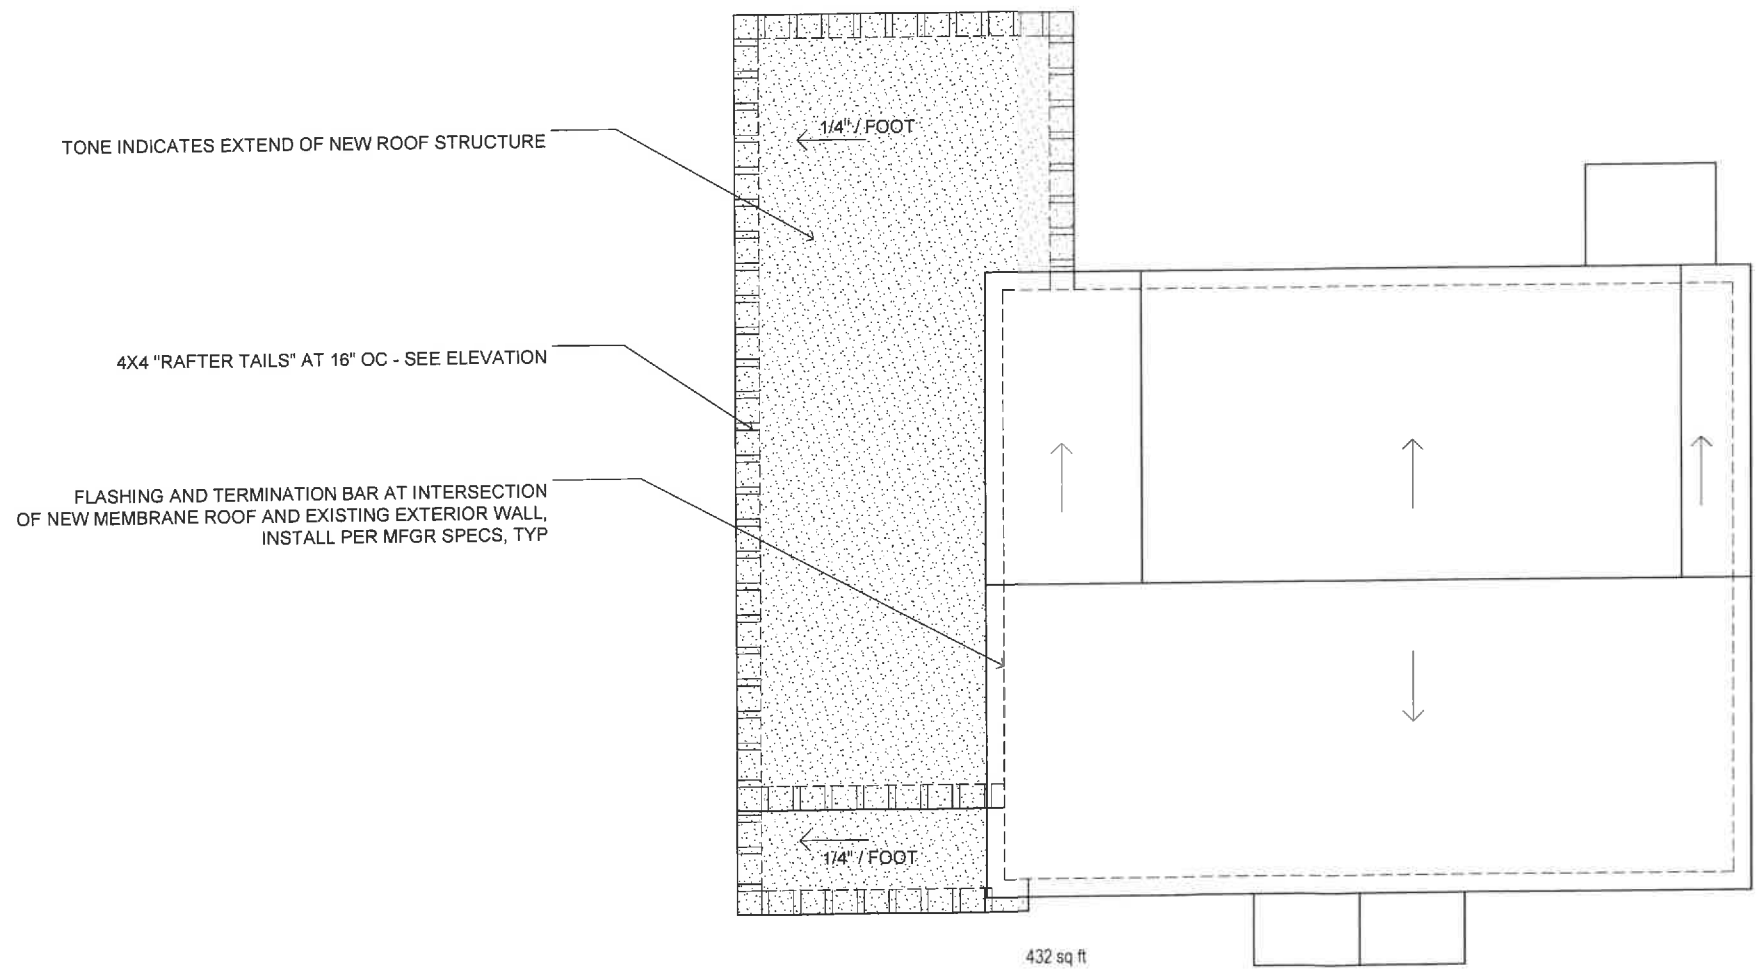 1/4" / FOOT
TONE INDICATES EXTEND OF NEW ROOF STRUCTURE
4X4 "RAFTER TAILS" AT 16" OC - SEE ELEVATION
FLASHING AND TERMINATION BAR AT INTERSECTION
OF NEW MEMBRANE ROOF AND EXISTING EXTERIOR WALL,
INSTALL PER MFGR SPECS, TYP
1/4" / FOOT
432 sq ft